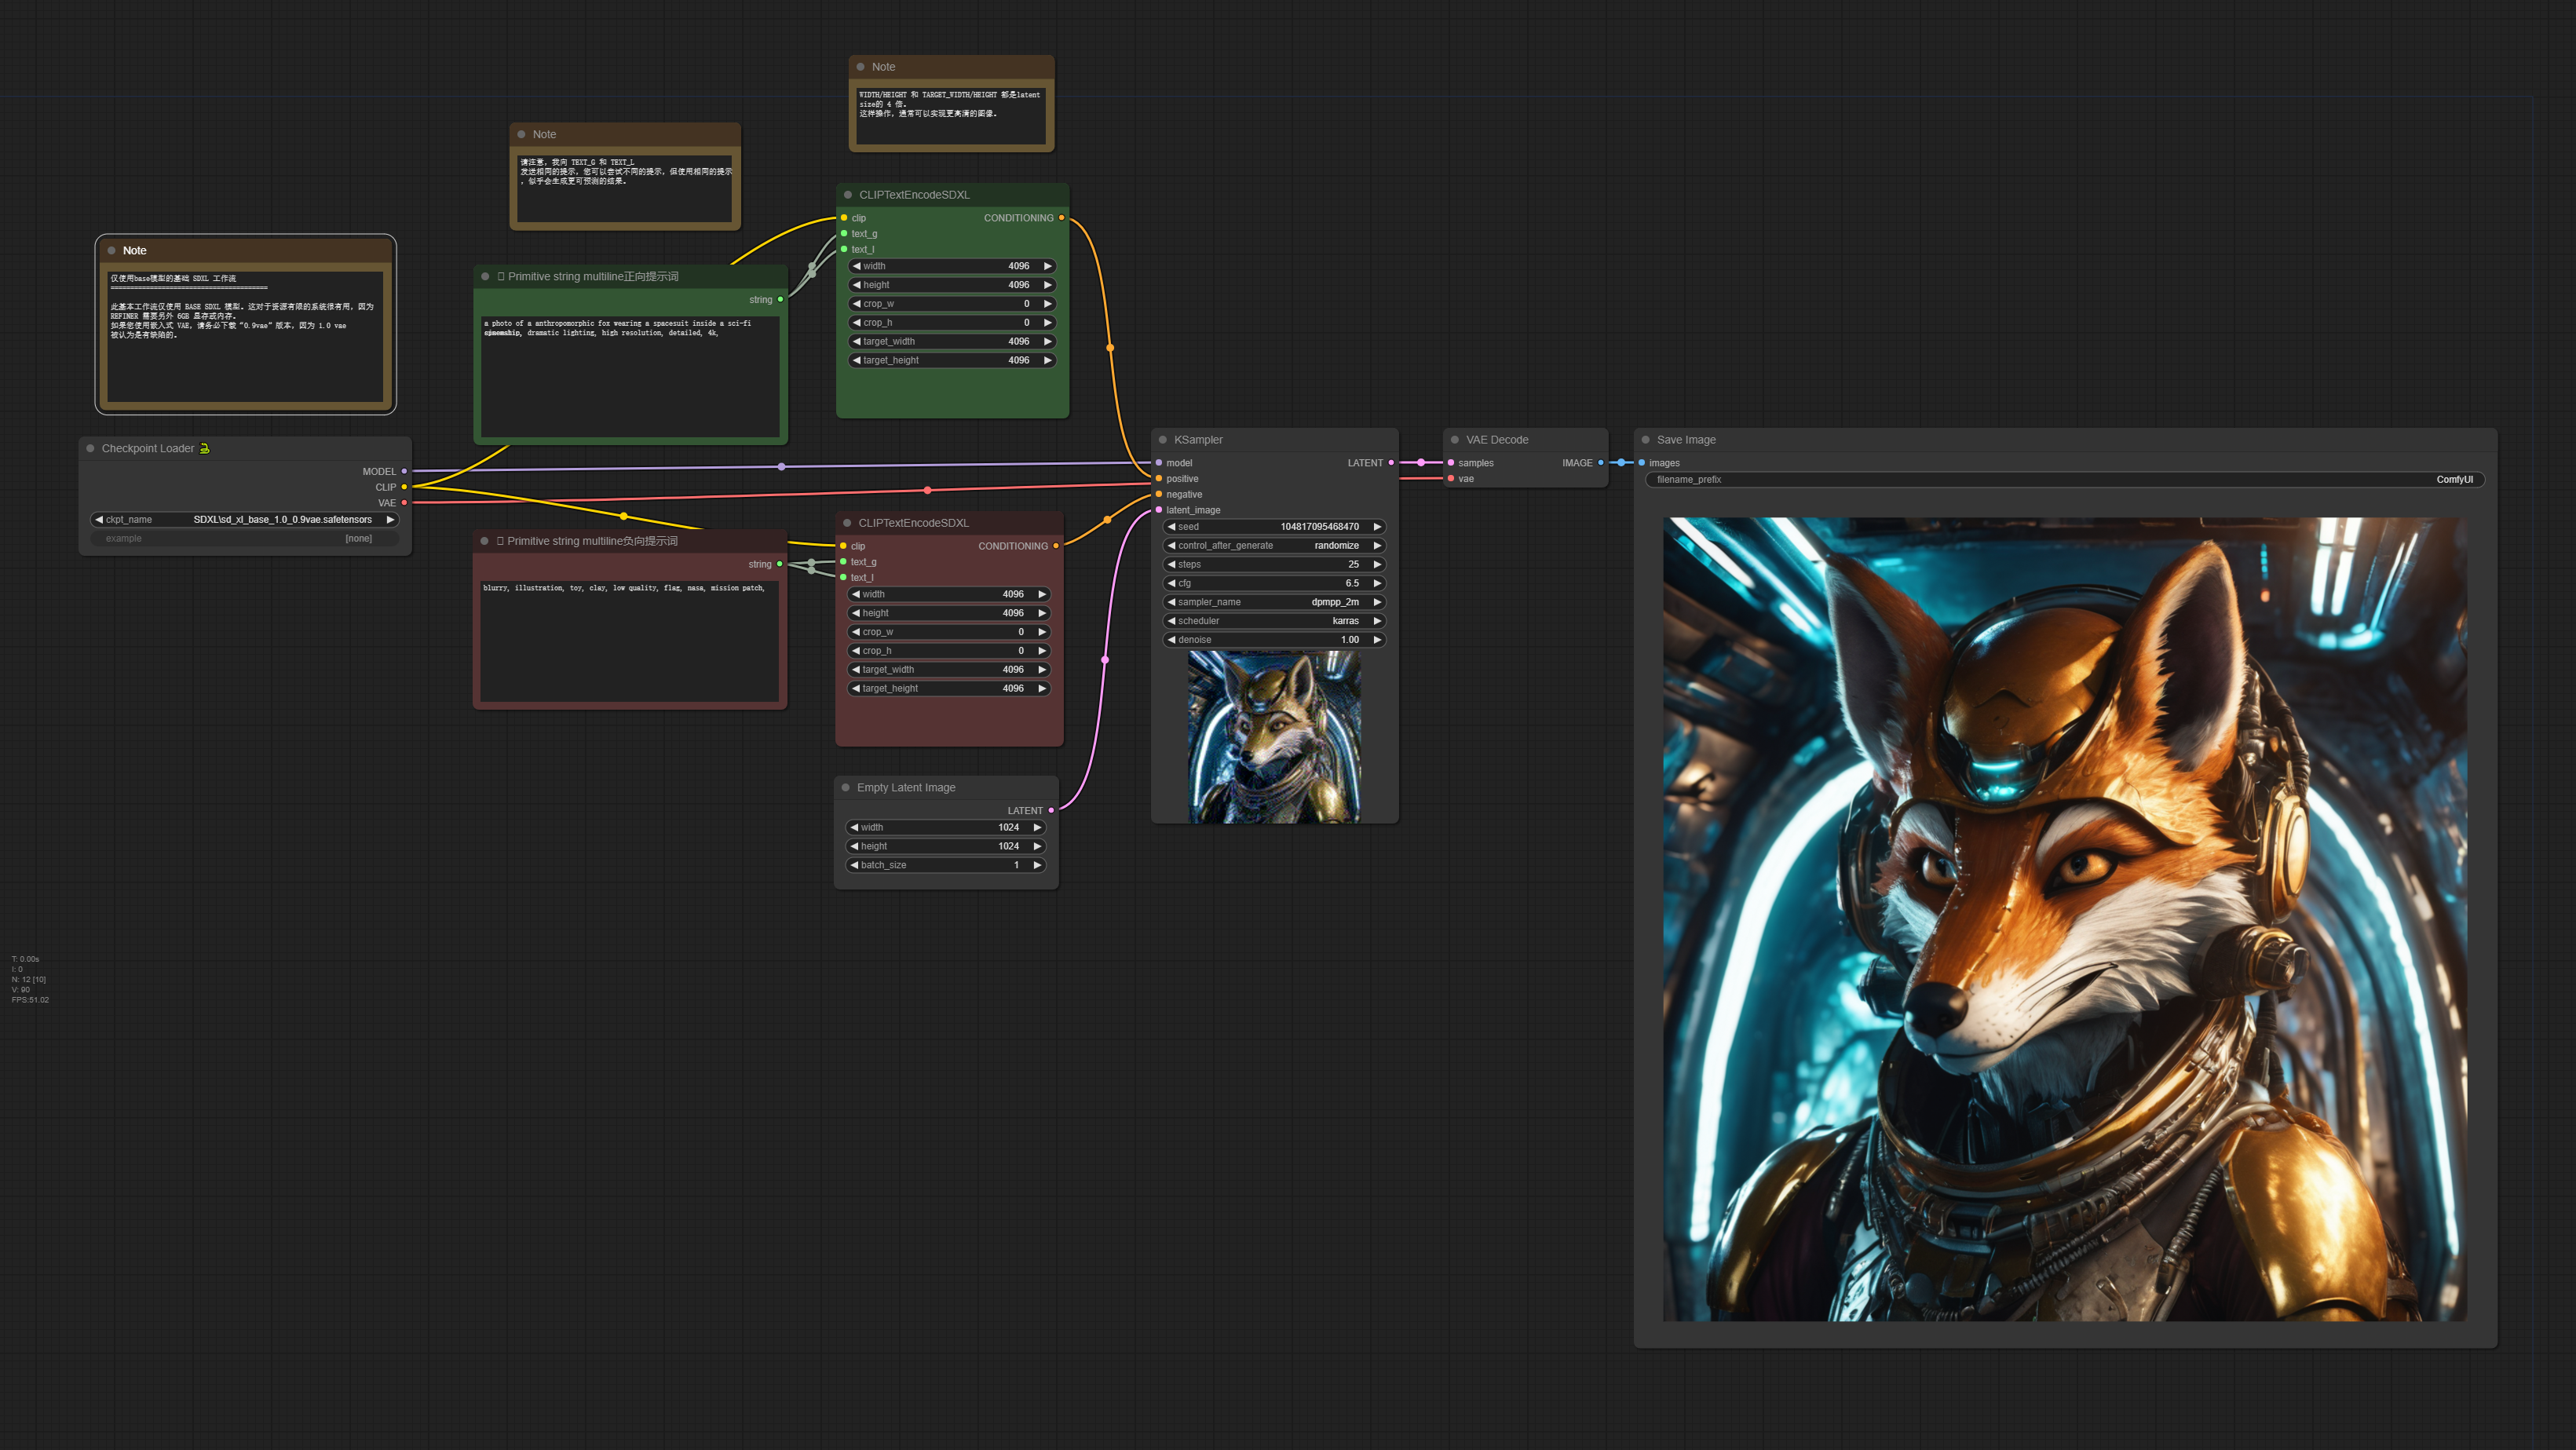 Note
WIDTH/HEIGHT 和 TARGET_WIDTH/HEIGHT 都是latent
size的 4 倍。
这样操作，通常可以实现更高清的图像。
Note
请注意，我向 TEXT_G 和 TEXT_L
发送相同的提示，您可以尝试不同的提示，但使用相同的提示
，似乎会生成更可预测的结果。
Note
仅使用base模型的基础 SDXL 工作流
========================================
此基本工作流仅使用 BASE SDXL 模型。这对于资源有限的系统很有用，因为
REFINER 需要另外 6GB 显存或内存。
如果您使用嵌入式 VAE，请务必下载“0.9vae”版本，因为 1.0 vae
被认为是有缺陷的。
Checkpoint Loader
MODEL
CLIP
VAE
ckpt_name SDXL\sd_xl_base_1.0_0.9vae.safetensors
example [none]
Primitive string multiline正向提示词
string
a photo of a anthropomorphic fox wearing a spacesuit inside a sci-fi
spaceship, dramatic lighting, high resolution, detailed, 4k,
Primitive string multiline负向提示词
string
blurry, illustration, toy, clay, low quality, flag, nasa, mission patch,
CLIPTextEncodeSDXL
clip CONDITIONING
text_g
text_l
width 4096
height 4096
crop_w 0
crop_h 0
target_width 4096
target_height 4096
CLIPTextEncodeSDXL
clip CONDITIONING
text_g
text_l
width 4096
height 4096
crop_w 0
crop_h 0
target_width 4096
target_height 4096
Empty Latent Image
LATENT
width 1024
height 1024
batch_size 1
KSampler
model LATENT
positive
negative
latent_image
seed 104817095468470
control_after_generate randomize
steps 25
cfg 6.5
sampler_name dpmpp_2m
scheduler karras
denoise 1.00
VAE Decode
samples IMAGE
vae
Save Image
images
filename_prefix ComfyUI
T: 0.00s
I: 0
N: 12 [10]
V: 90
FPS:51.02